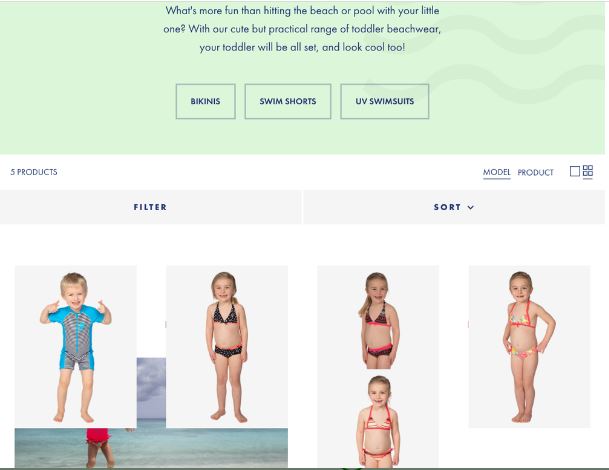 What's more fun than hitting the beach or pool with your little
one? With our cute but practical range of toddler beachwear,
your toddler will be all set, and look cool too!
BIKINIS SWIM SHORTS UV SWIMSUITS
5 PRODUCTS MODEL PRODUCT
FILTER SORT